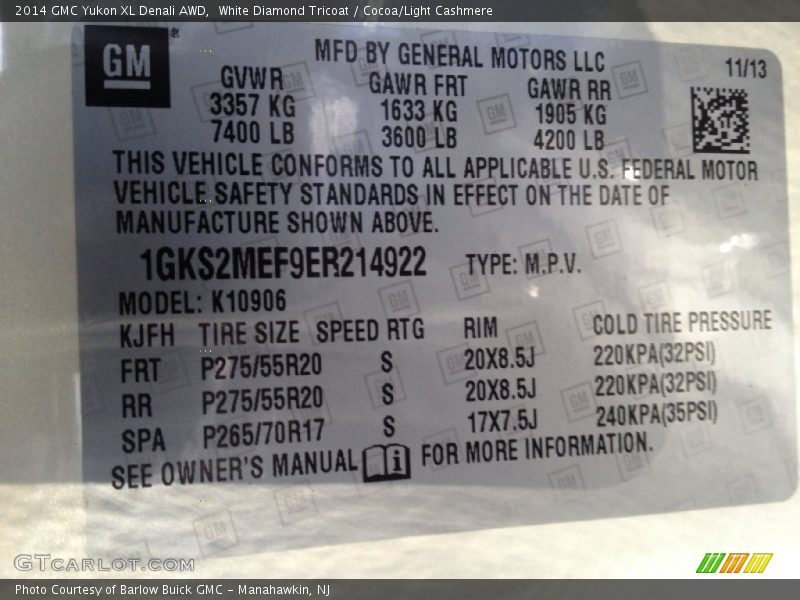 2014 GMC Yukon XL Denali AWD,  White Diamond Tricoat / Cocoa/Light Cashmere
GM ®
MFD BY GENERAL MOTORS LLC
11/13
GVWR GAWR FRT GAWR RR
3357 KG 1633 KG 1905 KG
7400 LB 3600 LB 4200 LB
THIS VEHICLE CONFORMS TO ALL APPLICABLE U.S. FEDERAL MOTOR
VEHICLE SAFETY STANDARDS IN EFFECT ON THE DATE OF
MANUFACTURE SHOWN ABOVE.
1GKS2MEF9ER214922 TYPE: M.P.V.
MODEL: K10906
KJFH TIRE SIZE SPEED RTG RIM COLD TIRE PRESSURE
FRT P275/55R20 S 20X8.5J 220KPA(32PSI)
RR P275/55R20 S 20X8.5J 220KPA(32PSI)
SPA P265/70R17 S 17X7.5J 240KPA(35PSI)
SEE OWNER'S MANUAL i FOR MORE INFORMATION.
GTCARLOT.COM
Photo Courtesy of Barlow Buick GMC - Manahawkin, NJ